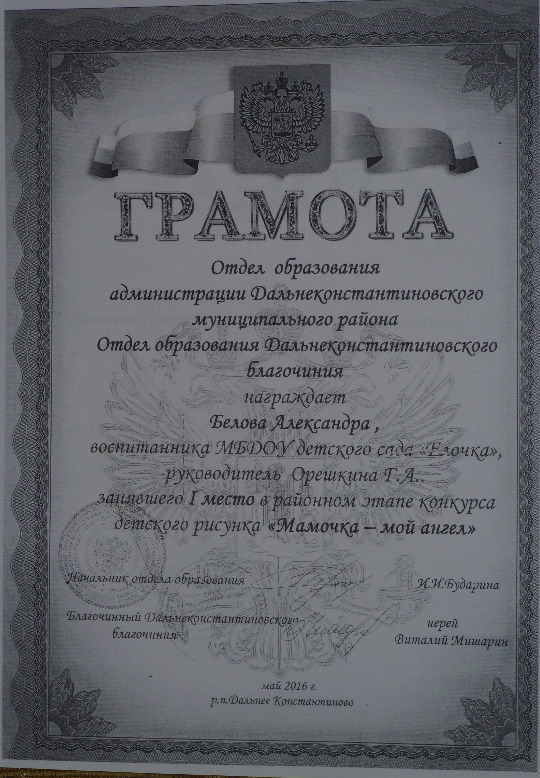 ГРАМОТА
Отдел образования
администрации Дальнеконстантиновского
муниципального района
Отдел образования Дальнеконстантиновского
благочиния
награждает
Белова Александра ,
воспитанника МБДОУ детского сада «Ёлочка»,
руководитель Орешкина Г.А..
занявшего I место в районном этапе конкурса
детского рисунка «Мамочка – мой ангел»
Начальник отдела образования И.И.Бударина
Благочинный Дальнеконстантиновского
благочиния иерей
Виталий Мишарин
май 2016 г.
р.п.Дальнее Константиново